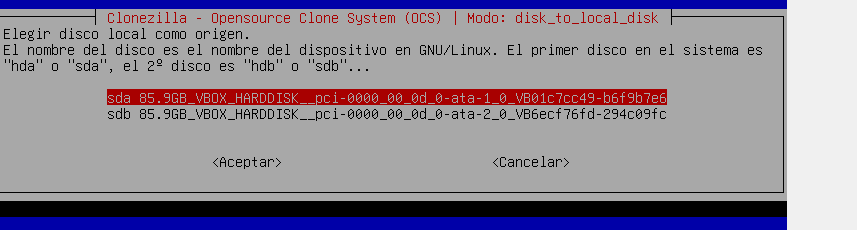 Clonezilla - Opensource Clone System (OCS) | Modo: disk_to_local_disk
Elegir disco local como origen.
El nombre del disco es el nombre del dispositivo en GNU/Linux. El primer disco en el sistema es
"hda" o "sda", el 2º disco es "hdb" o "sdb"...
sda 85.9GB_VBOX_HARDDISK__pci-0000_00_0d_0-ata-1_0_VB01c7cc49-b6f9b7e6
sdb 85.9GB_VBOX_HARDDISK__pci-0000_00_0d_0-ata-2_0_VB6ecf76fd-294c09fc
<Aceptar> <Cancelar>